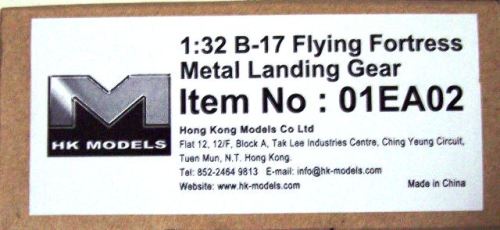 1:32 B-17 Flying Fortress
Metal Landing Gear
Item No : 01EA02
M
HK MODELS
Hong Kong Models Co Ltd
Flat 12, 12/F, Block A, Tak Lee Industries Centre, Ching Yeung Circuit,
Tuen Mun, N.T. Hong Kong.
Tel: 852-2464 9813 E-mail: info@hk-models.com
Website: www.hk-models.com Made in China